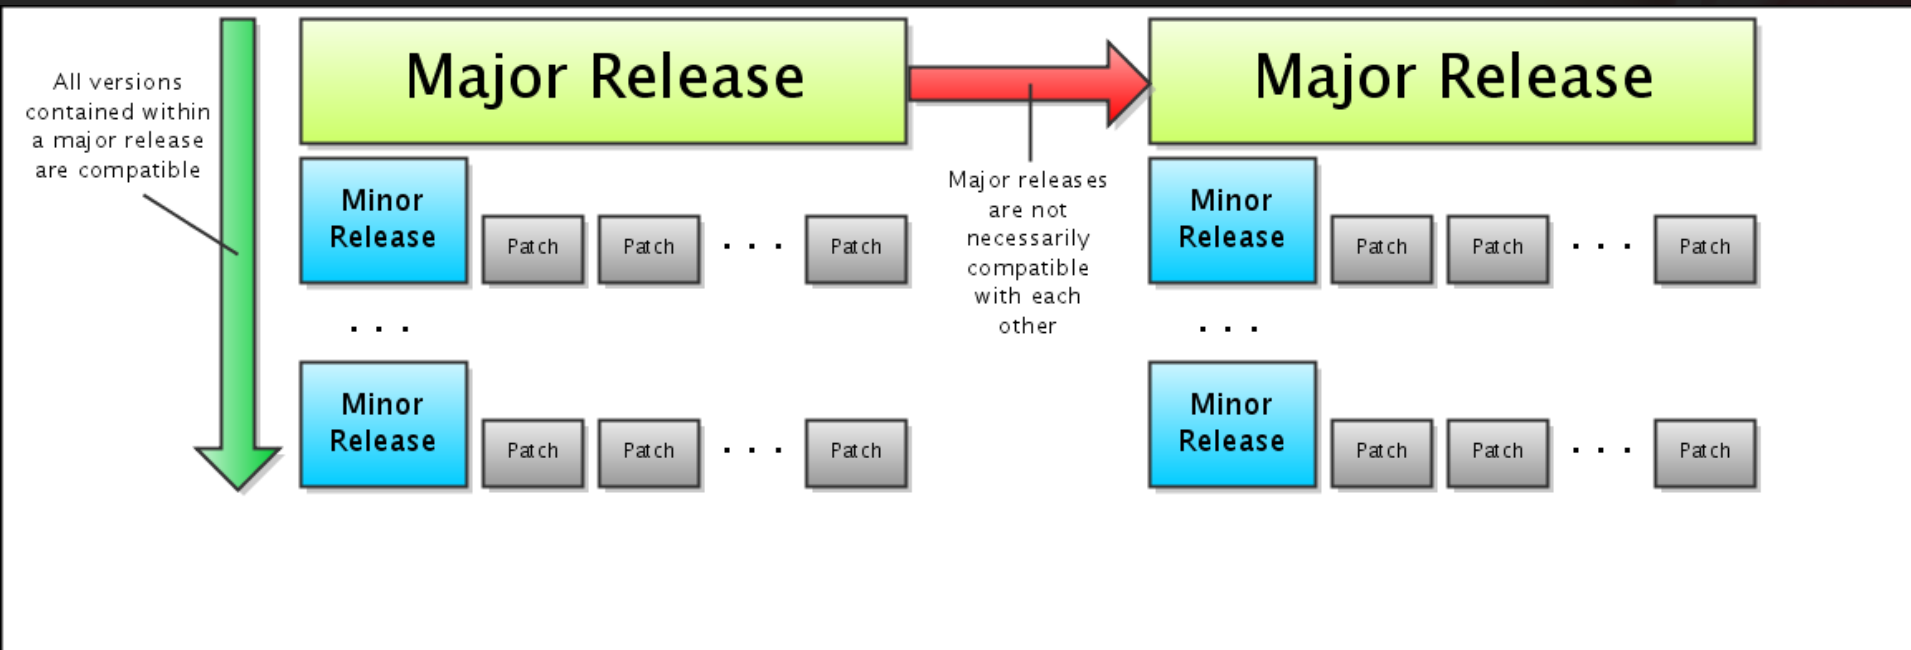 All versions
contained within
a major release
are compatible
Major Release
Major releases
are not
necessarily
compatible
with each
other
Major Release
Minor
Release
Patch
Patch
. . .
Patch
. . .
Minor
Release
Patch
Patch
. . .
Patch
Minor
Release
Patch
Patch
. . .
Patch
. . .
Minor
Release
Patch
Patch
. . .
Patch